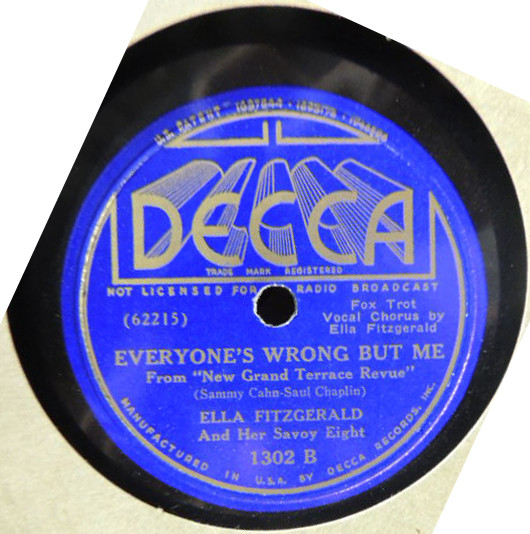 U.S. PATENT
DECCA
TRADE MARK REGISTERED
NOT LICENSED FOR RADIO BROADCAST
(62215)
Fox Trot
Vocal Chorus by
Ella Fitzgerald
EVERYONE'S WRONG BUT ME
From "New Grand Terrace Revue"
(Sammy Cahn-Saul Chaplin)
ELLA FITZGERALD
And Her Savoy Eight
1302 B
MANUFACTURED IN U.S.A. BY DECCA RECORDS, INC.